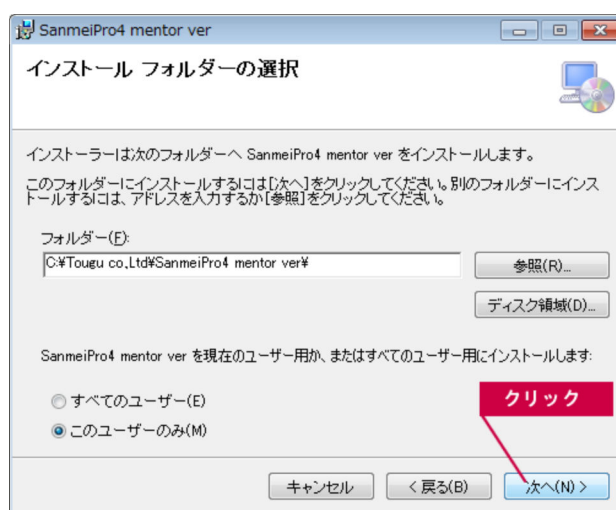 SanmeiPro4 mentor ver
インストール フォルダーの選択
インストーラーは次のフォルダーへ SanmeiPro4 mentor ver をインストールします。
このフォルダーにインストールするには[次へ]をクリックしてください。別のフォルダーにインス
トールするには、アドレスを入力するか[参照]をクリックしてください。
フォルダー(F):
C:¥Tougu co,Ltd¥SanmeiPro4 mentor ver¥
参照(R)...
ディスク領域(D)...
SanmeiPro4 mentor ver を現在のユーザー用か、またはすべてのユーザー用にインストールします:
すべてのユーザー(E)
クリック
このユーザーのみ(M)
キャンセル
< 戻る(B)
次へ(N) >